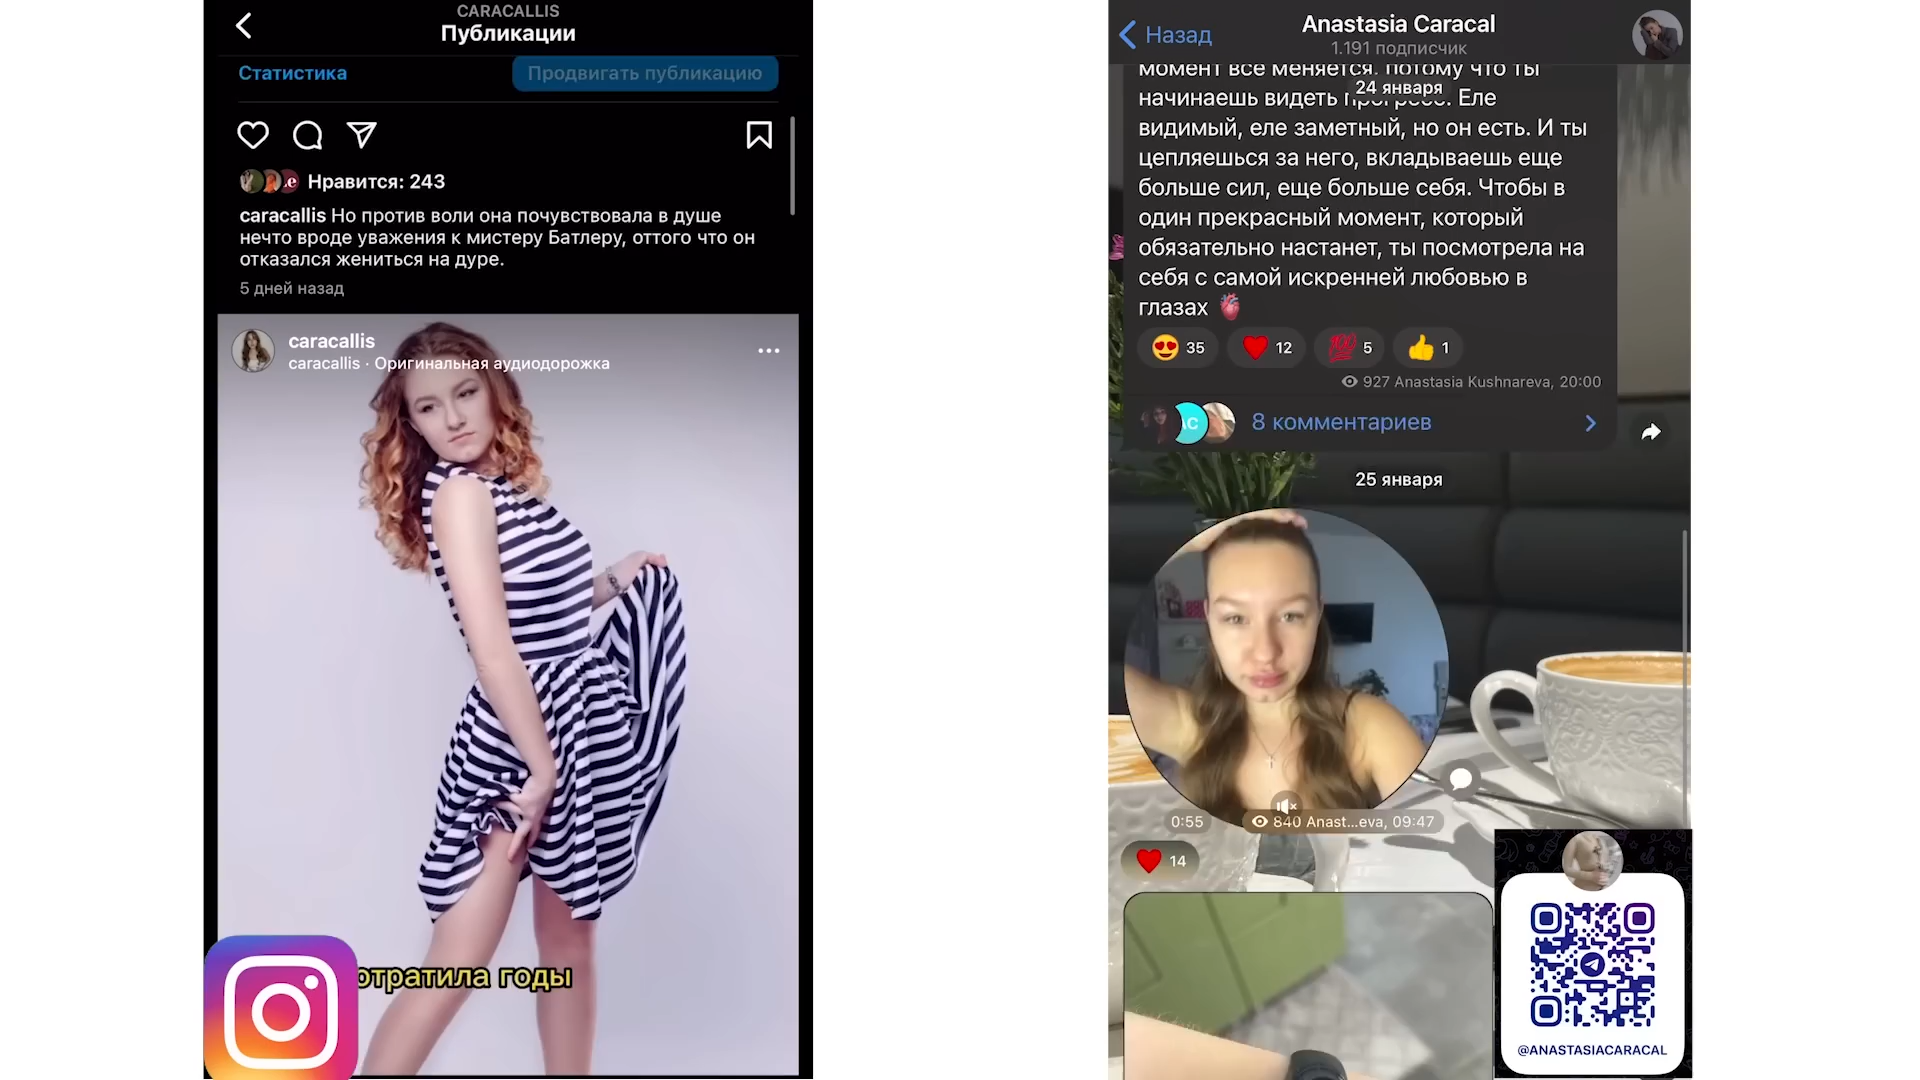 CARACALLIS
Публикации
Статистика
Продвигать публикацию
Нравится: 243
caracallis Но против воли она почувствовала в душе
нечто вроде уважения к мистеру Батлеру, оттого что он
отказался жениться на дуре.
5 дней назад
caracallis
caracallis · Оригинальная аудиодорожка
отратила годы
Назад
Anastasia Caracal
1.191 подписчик
момент все меняется, потому что ты
24 января
начинаешь видеть прогресс. Еле
видимый, еле заметный, но он есть. И ты
цепляешься за него, вкладываешь еще
больше сил, еще больше себя. Чтобы в
один прекрасный момент, который
обязательно настанет, ты посмотрела на
себя с самой искренней любовью в
глазах
35 12 5 1
927 Anastasia Kushnareva, 20:00
AC
8 комментариев
25 января
0:55
840 Anast...eva, 09:47
14
@ANASTASIACARACAL